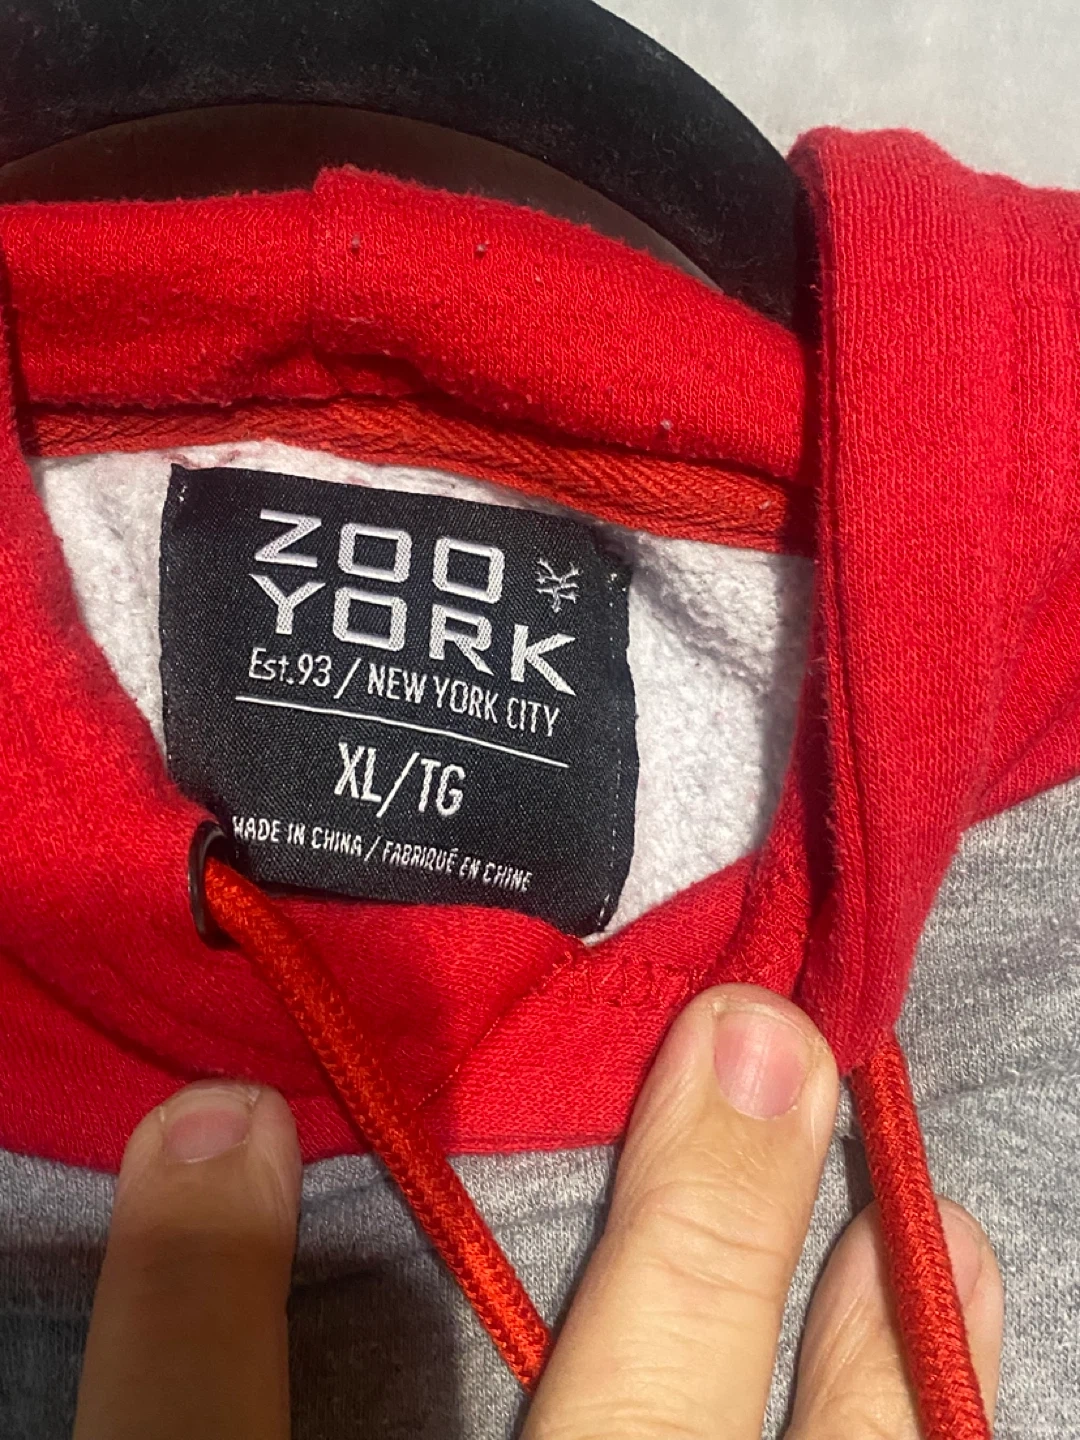 ZOO
YORK
Est.93 / NEW YORK CITY
XL/TG
MADE IN CHINA / FABRIQUÉ EN CHINE